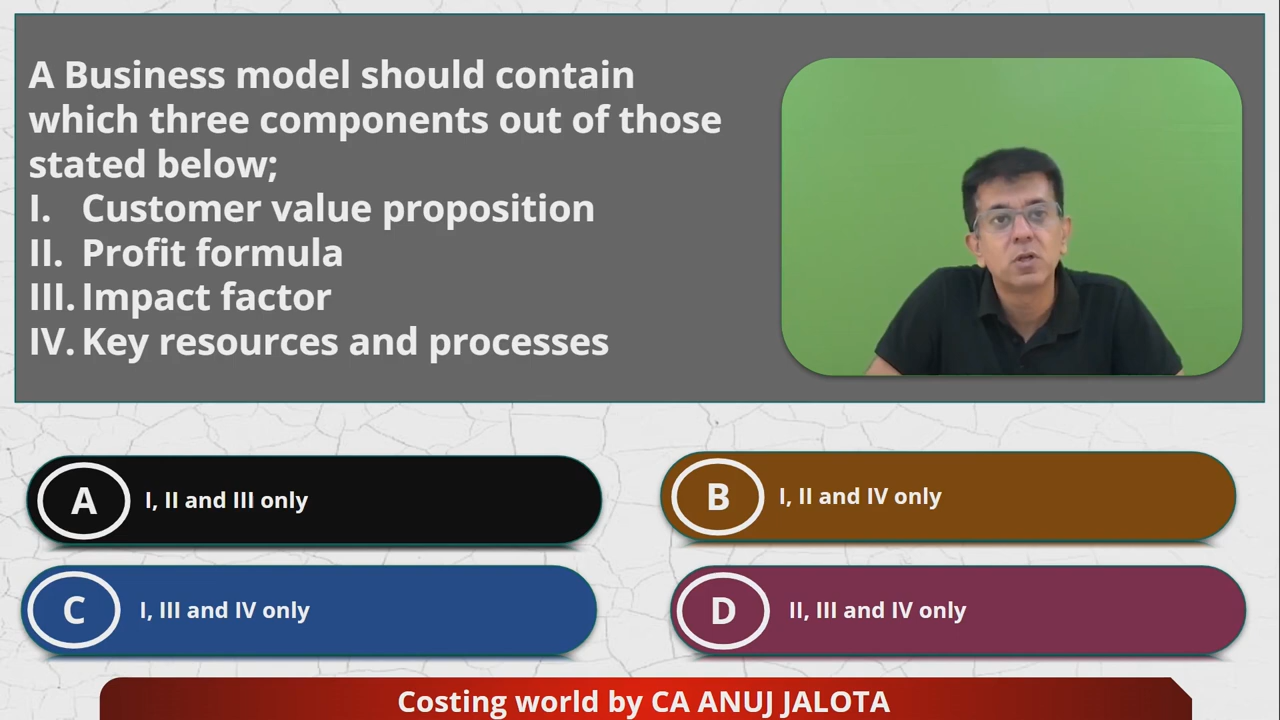 A Business model should contain
which three components out of those
stated below;
I. Customer value proposition
II. Profit formula
III. Impact factor
IV. Key resources and processes
A I, II and III only
B I, II and IV only
C I, III and IV only
D II, III and IV only
Costing world by CA ANUJ JALOTA